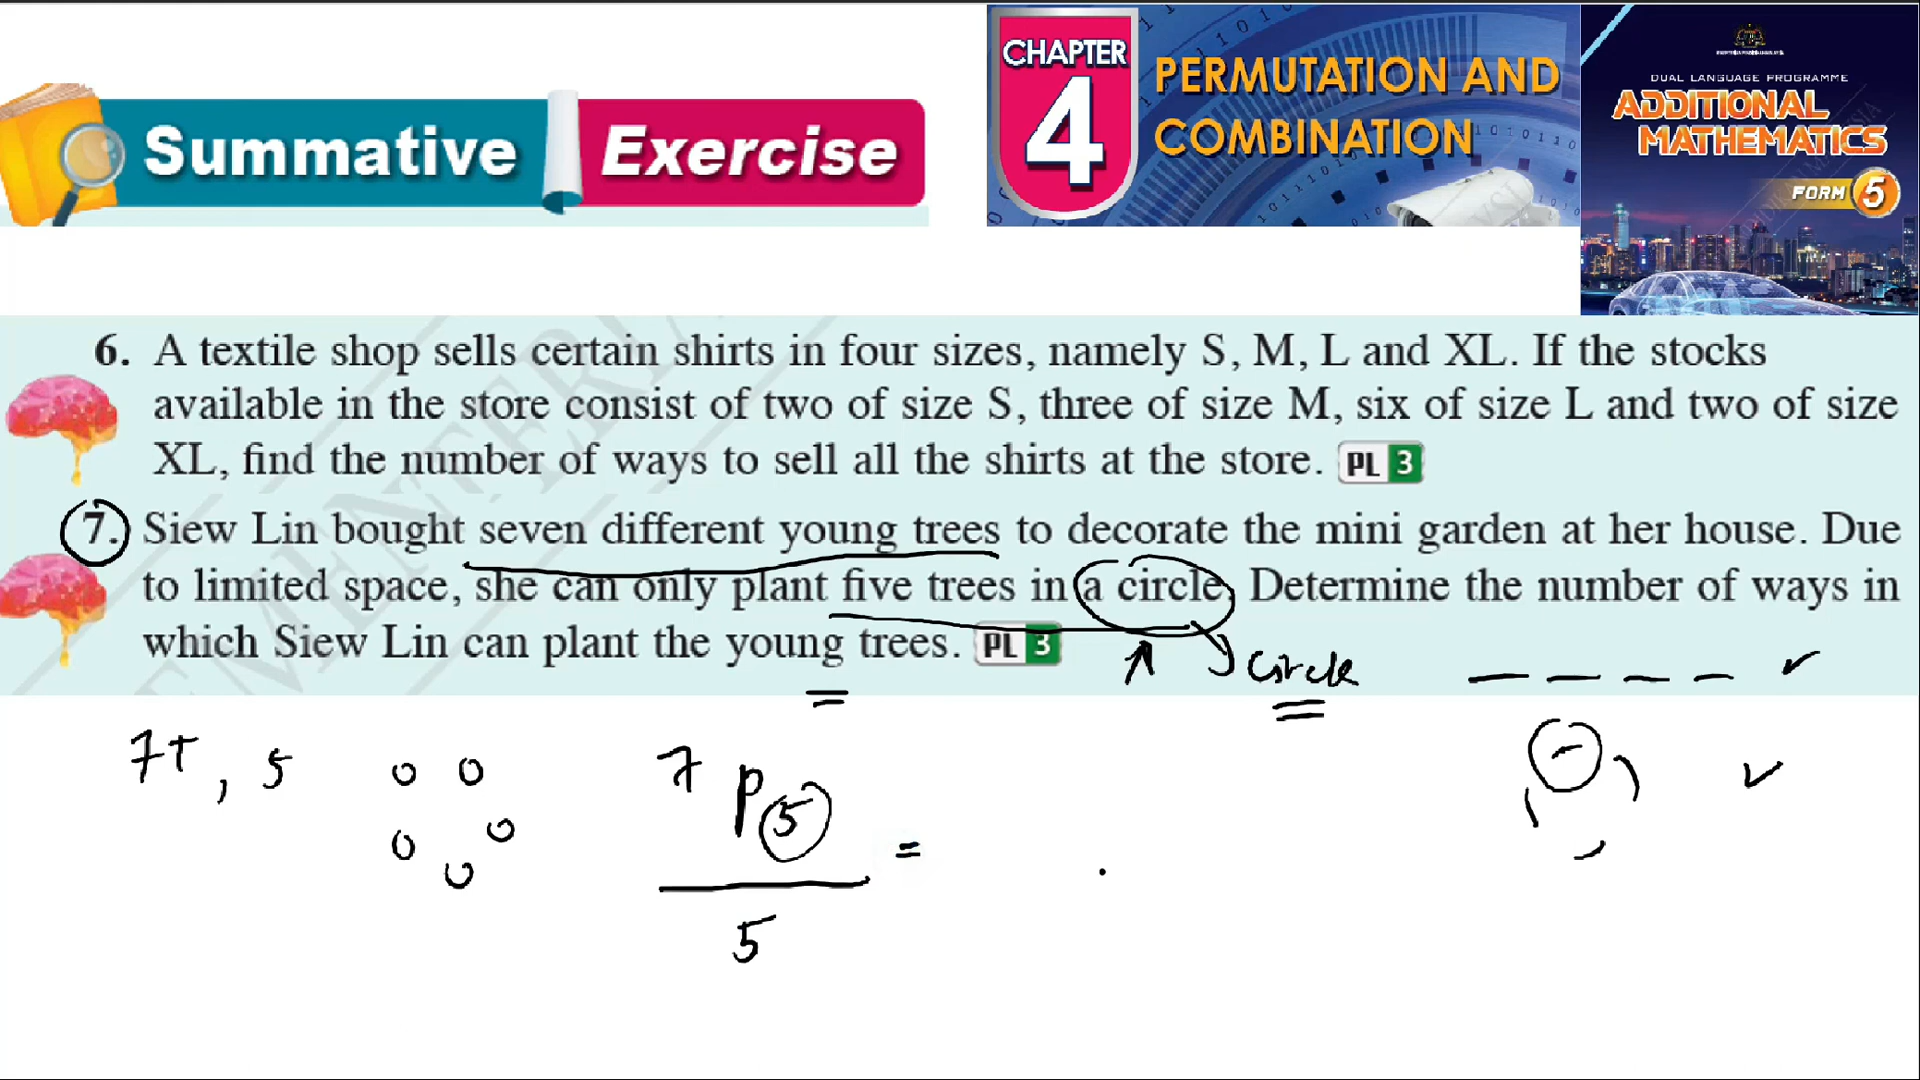 CHAPTER
4
PERMUTATION AND
COMBINATION
DUAL LANGUAGE PROGRAMME
ADDITIONAL
MATHEMATICS
FORM 5
Summative Exercise
6. A textile shop sells certain shirts in four sizes, namely S, M, L and XL. If the stocks
available in the store consist of two of size S, three of size M, six of size L and two of size
XL, find the number of ways to sell all the shirts at the store. PL 3
7. Siew Lin bought seven different young trees to decorate the mini garden at her house. Due
to limited space, she can only plant five trees in a circle. Determine the number of ways in
which Siew Lin can plant the young trees. PL 3
circle
7T, 5
7 P 5 =
5